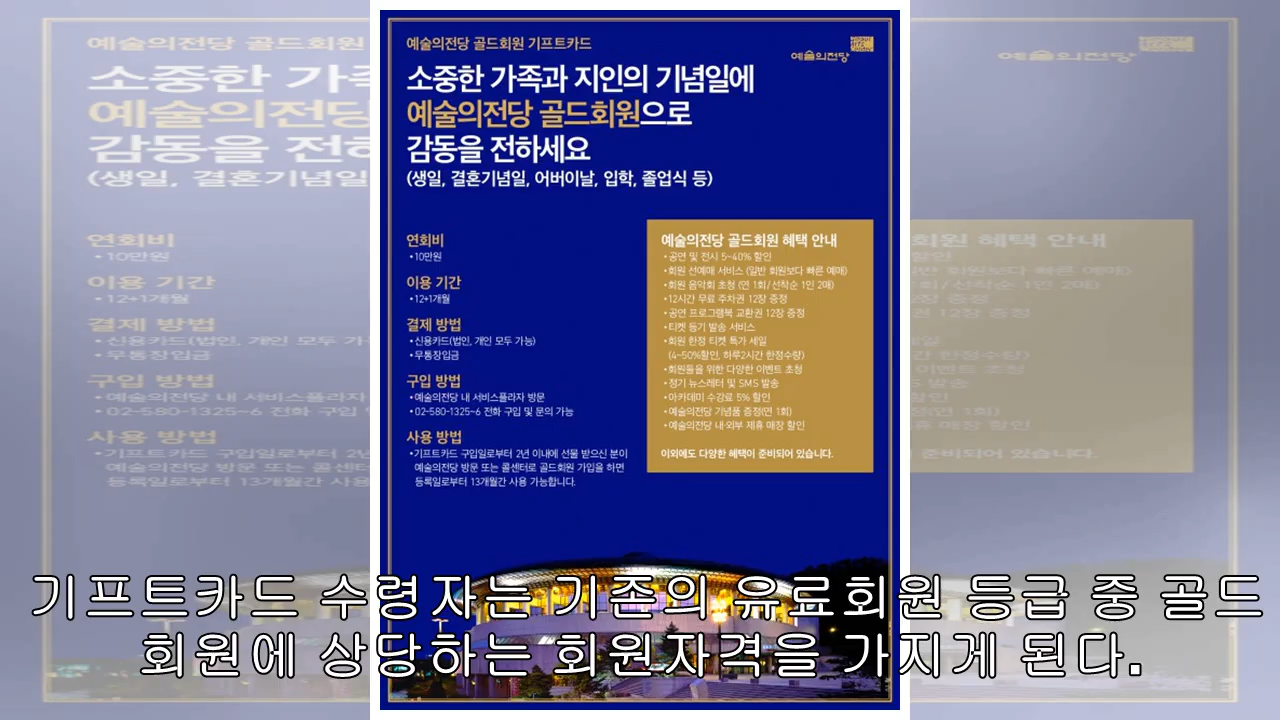 예술의전당 골드회원 기프트카드
예술의전당
소중한 가족과 지인의 기념일에
예술의전당 골드회원으로
감동을 전하세요
(생일, 결혼기념일, 어버이날, 입학, 졸업식 등)
연회비
•10만원
이용 기간
•12+1개월
결제 방법
•신용카드(법인, 개인 모두 가능)
•무통장입금
구입 방법
•예술의전당 내 서비스플라자 방문
•02-580-1325~6 전화 구입 및 문의 가능
사용 방법
•기프트카드 구입일로부터 2년 이내에 선물 받으신 분이
예술의전당 방문 또는 콜센터로 골드회원 가입을 하면
등록일로부터 13개월간 사용 가능합니다.
예술의전당 골드회원 혜택 안내
•공연 및 전시 5~40% 할인
•회원 선예매 서비스 (일반 회원보다 빠른 예매)
•회원 음악회 초청 (연 1회/선착순 1인 2매)
•12시간 무료 주차권 12장 증정
•공연 프로그램북 교환권 12장 증정
•티켓 등기 발송 서비스
•회원 한정 티켓 특가 세일
(4~50%할인, 하루2시간 한정수량)
•회원들을 위한 다양한 이벤트 초청
•정기 뉴스레터 및 SMS 발송
•아카데미 수강료 5% 할인
•예술의전당 기념품 증정(연 1회)
•예술의전당 내·외부 제휴 매장 할인
이외에도 다양한 혜택이 준비되어 있습니다.
기프트카드 수령자는 기존의 유료회원 등급 중 골드
회원에 상당하는 회원자격을 가지게 된다.